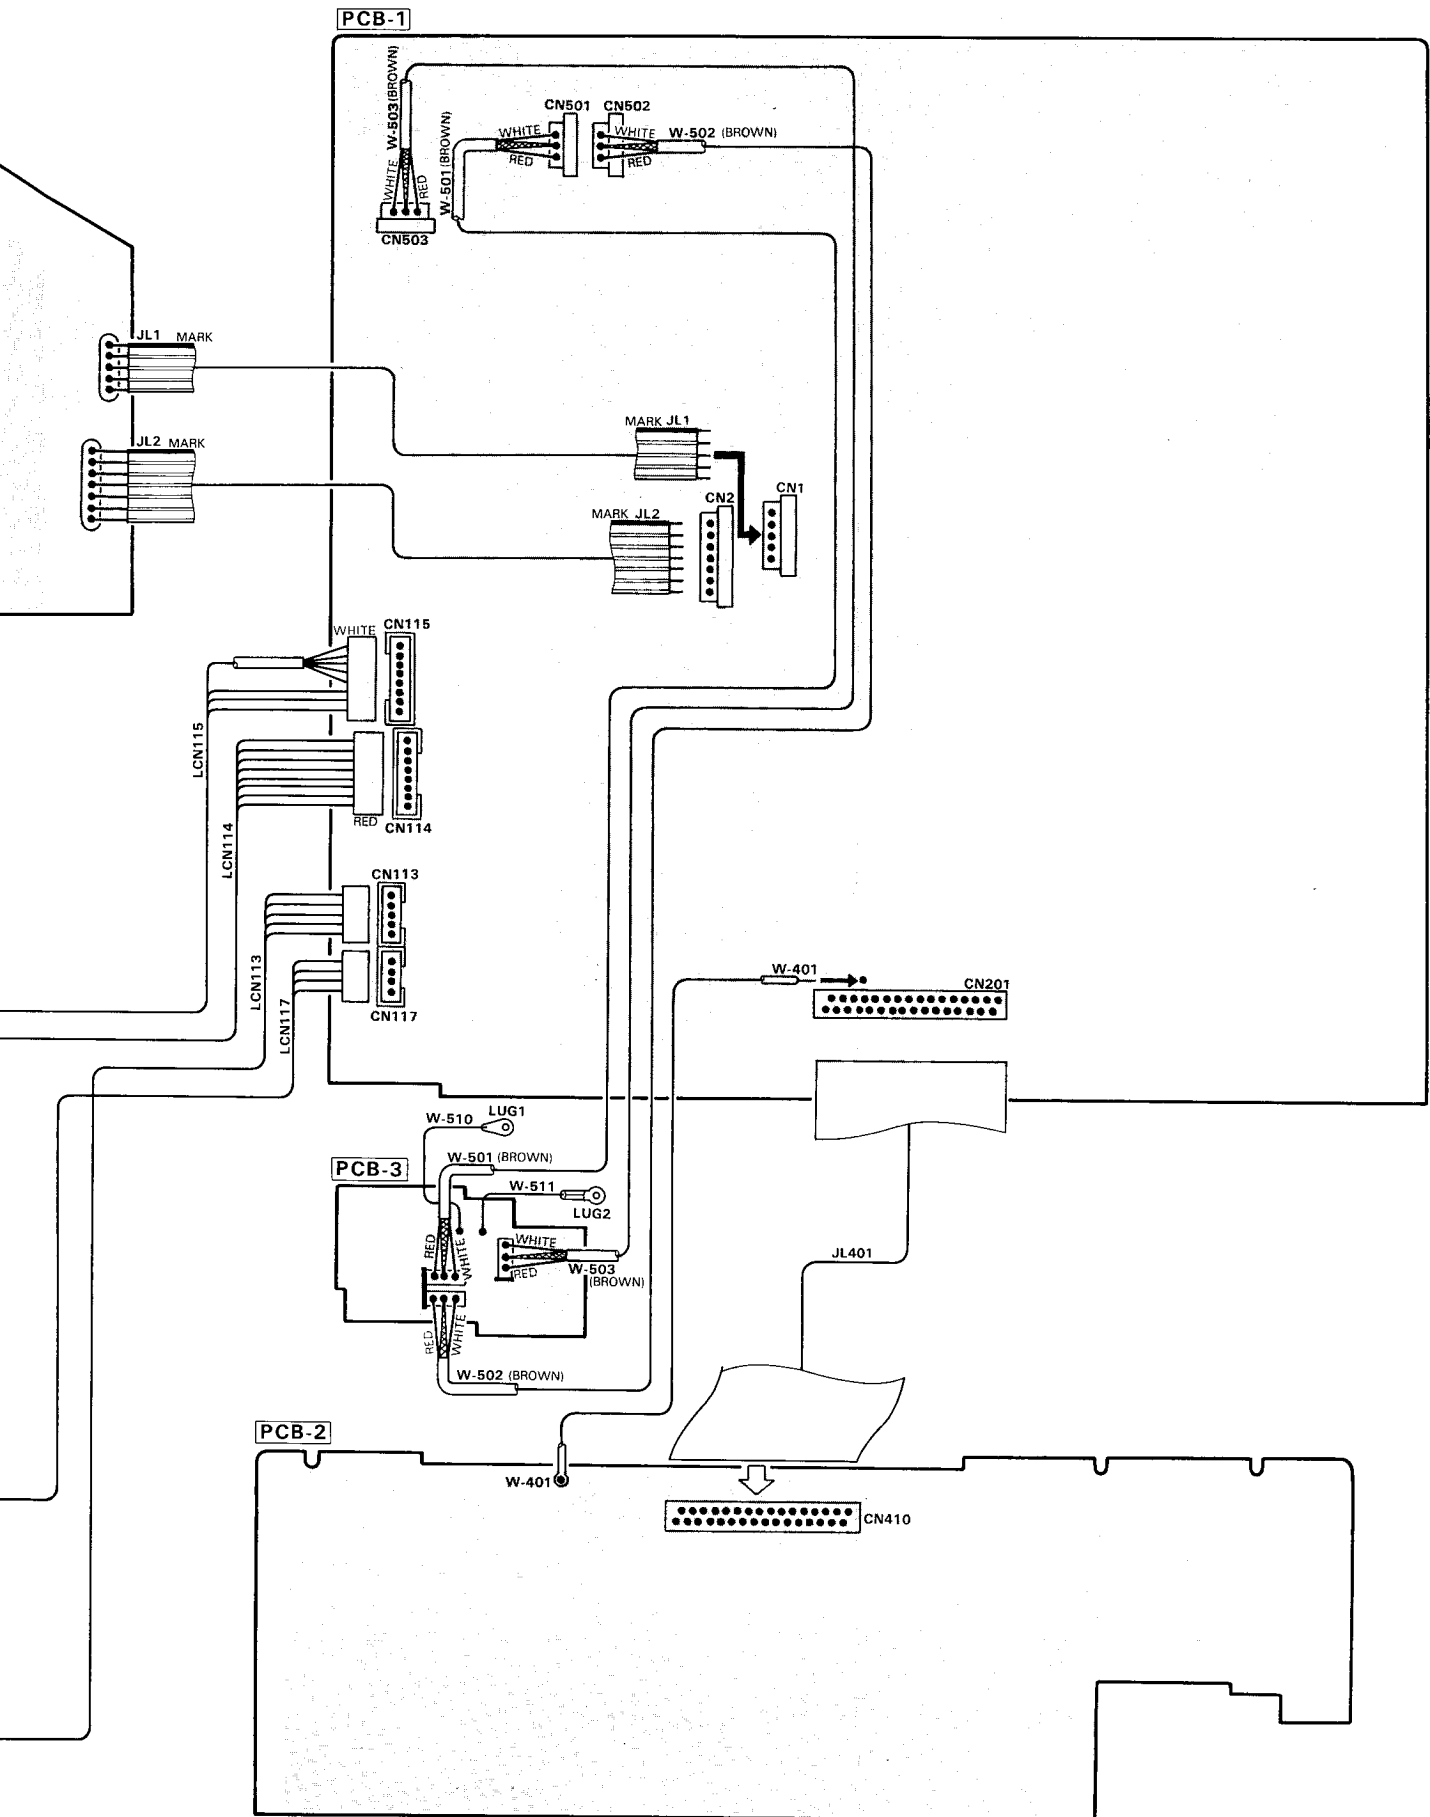 PCB-1
W-503 (BROWN)
WHITE
RED
CN503
W-501 (BROWN)
CN501
WHITE
RED
CN502
WHITE
RED
W-502 (BROWN)
JL1 MARK
JL2 MARK
MARK JL1
CN1
CN2
MARK JL2
WHITE
CN115
LCN115
RED
CN114
LCN114
CN113
LCN113
CN117
LCN117
W-401
CN201
W-510
LUG1
PCB-3
W-501 (BROWN)
W-511
LUG2
RED
WHITE
WHITE
RED
W-503
(BROWN)
RED
WHITE
W-502 (BROWN)
JL401
PCB-2
W-401
CN410